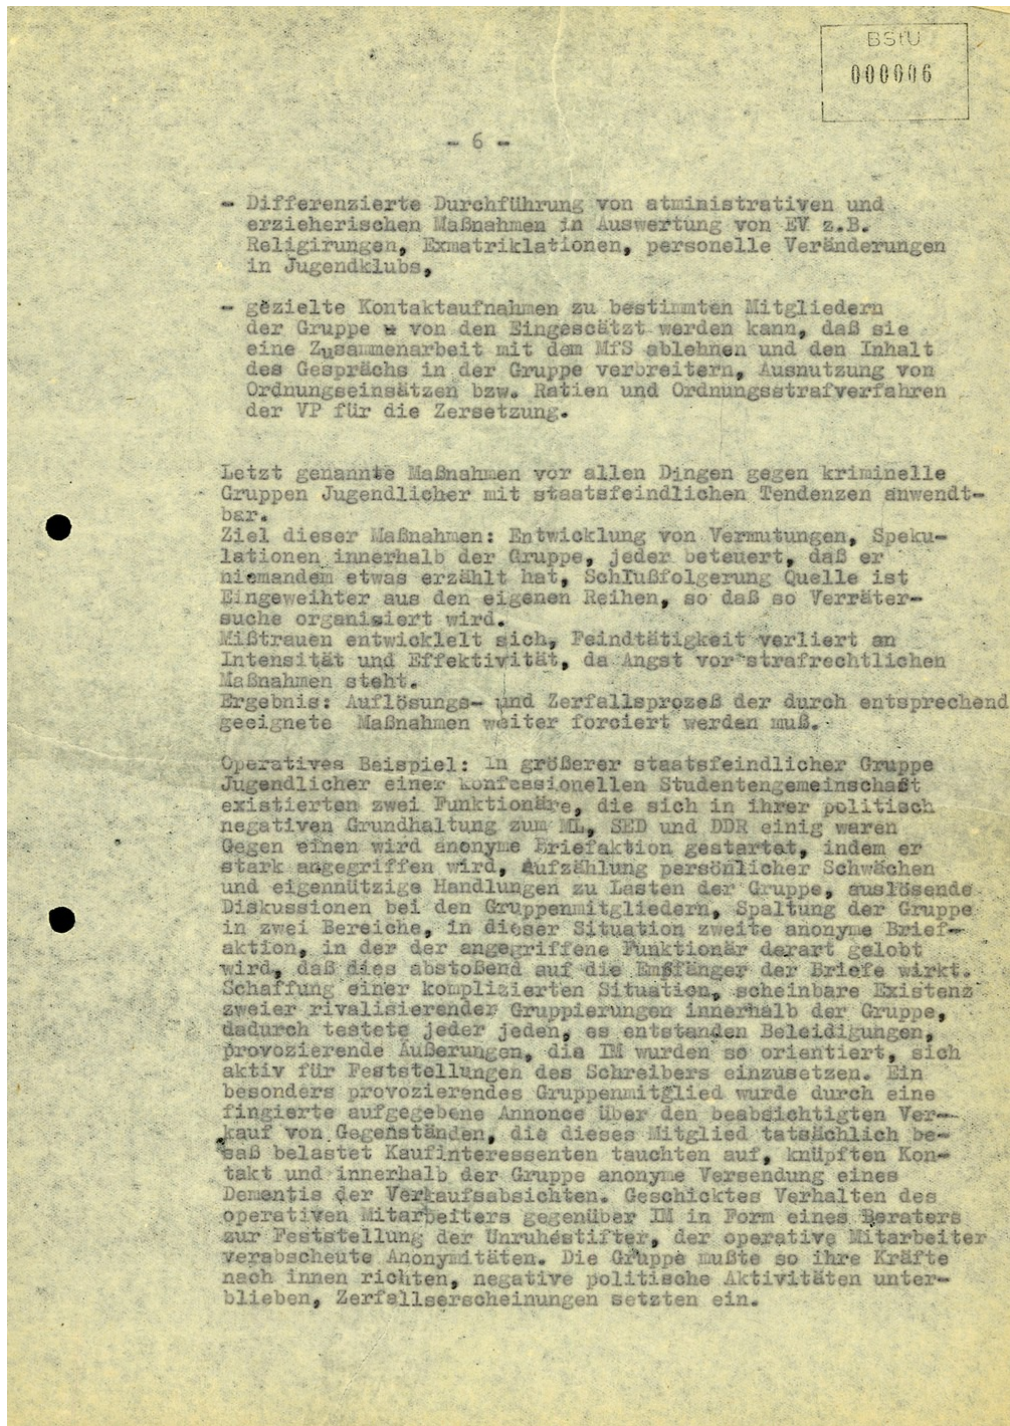 BStU
000006
- 6 -
- Differenzierte Durchführung von atministrativen und
erzieherischen Maßnahmen in Auswertung von EV z.B.
Religirungen, Exmatriklationen, personelle Veränderungen
in Jugendklubs,
- gezielte Kontaktaufnahmen zu bestimmten Mitgliedern
der Gruppe von den Eingescätzt werden kann, daß sie
eine Zusammenarbeit mit dem MfS ablehnen und den Inhalt
des Gesprächs in der Gruppe verbreitern, Ausnutzung von
Ordnungseinsätzen bzw. Ratien und Ordnungsstrafverfahren
der VP für die Zersetzung.
Letzt genannte Maßnahmen vor allen Dingen gegen kriminelle
Gruppen Jugendlicher mit staatsfeindlichen Tendenzen anwendt-
bar.
Ziel dieser Maßnahmen: Entwicklung von Vermutungen, Speku-
lationen innerhalb der Gruppe, jeder beteuert, daß er
niemandem etwas erzählt hat, Schlußfolgerung Quelle ist
Eingeweihter aus den eigenen Reihen, so daß so Verräter-
suche organisiert wird.
Mißtrauen entwicklelt sich, Feindtätigkeit verliert an
Intensität und Effektivität, da Angst vor strafrechtlichen
Maßnahmen steht.
Ergebnis: Auflösungs- und Zerfallsprozeß der durch entsprechend
geeignete Maßnahmen weiter forciert werden muß.
Operatives Beispiel: In größerer staatsfeindlicher Gruppe
Jugendlicher einer konfessionellen Studentengemeinschaft
existierten zwei Funktionäre, die sich in ihrer politisch
negativen Grundhaltung zum ML, SED und DDR einig waren
Gegen einen wird anonyme Briefaktion gestartet, indem er
stark angegriffen wird, Aufzählung persönlicher Schwächen
und eigennützige Handlungen zu Lasten der Gruppe, auslösende
Diskussionen bei den Gruppenmitgliedern, Spaltung der Gruppe
in zwei Bereiche, in dieser Situation zweite anonyme Brief-
aktion, in der der angegriffene Funktionär derart gelobt
wird, daß dies abstoßend auf die Empfänger der Briefe wirkt.
Schaffung einer komplizierten Situation, scheinbare Existenz
zweier rivalisierender Gruppierungen innerhalb der Gruppe,
dadurch testete jeder jeden, es entstanden Beleidigungen,
provozierende Äußerungen, die IM wurden so orientiert, sich
aktiv für Feststellungen des Schreibers einzusetzen. Ein
besonders provozierendes Gruppenmitglied wurde durch eine
fingierte aufgegebene Annonce über den beabsichtigten Ver-
kauf von Gegenständen, die dieses Mitglied tatsächlich be-
saß belastet Kaufinteressenten tauchten auf, knüpften Kon-
takt und innerhalb der Gruppe anonyme Versendung eines
Dementis der Verkaufsabsichten. Geschicktes Verhalten des
operativen Mitarbeiters gegenüber IM in Form eines Beraters
zur Feststellung der Unruhestifter, der operative Mitarbeiter
verabscheute Anonymitäten. Die Gruppe mußte so ihre Kräfte
nach innen richten, negative politische Aktivitäten unter-
blieben, Zerfallserscheinungen setzten ein.